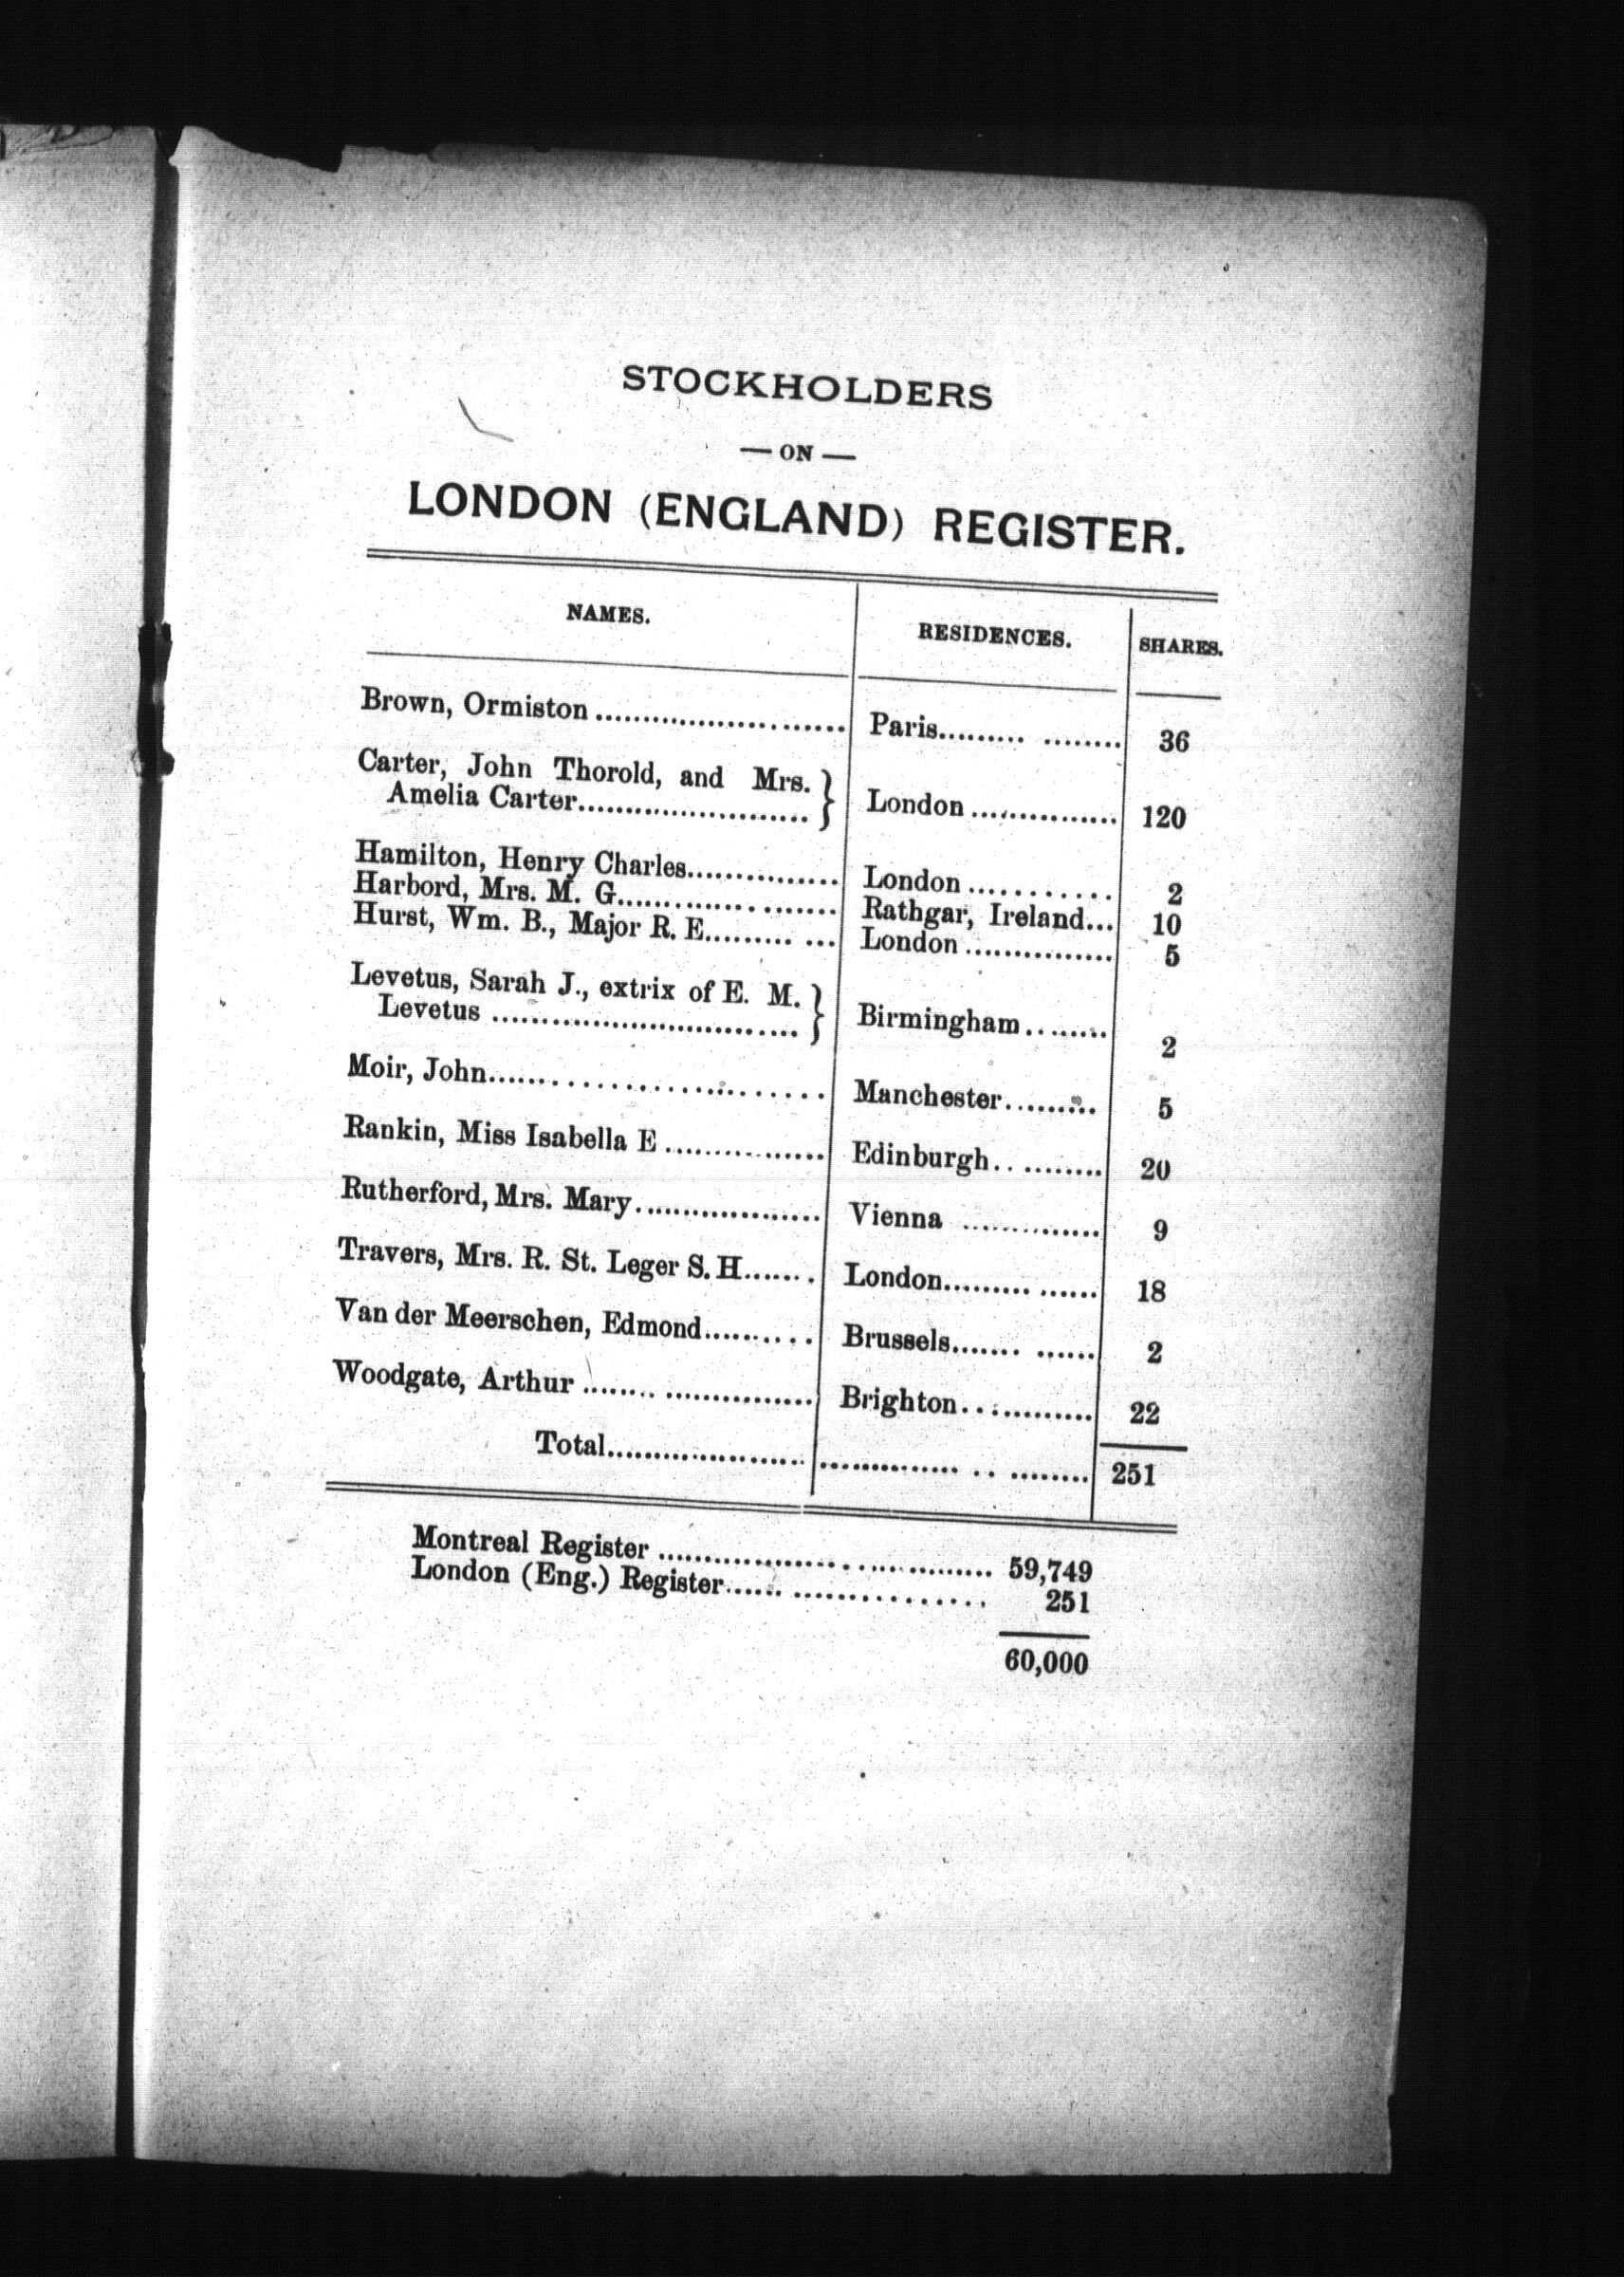 STOCKHOLDERS
— ON —
LONDON (ENGLAND) REGISTER.
NAMES. RESIDENCES. SHARES.
Brown, Ormiston ........................... Paris......... ........ 36
Carter, John Thorold, and Mrs. }
Amelia Carter........................ } London ............... 120
Hamilton, Henry Charles................ London ........... 2
Harbord, Mrs. M. G....................... Rathgar, Ireland... 10
Hurst, Wm. B., Major R. E......... ... London ............... 5
Levetus, Sarah J., extrix of E. M. }
Levetus ................................ } Birmingham........ 2
Moir, John.................................. Manchester......... 5
Rankin, Miss Isabella E ................ Edinburgh.. ........ 20
Rutherford, Mrs. Mary................... Vienna .............. 9
Travers, Mrs. R. St. Leger S. H....... London......... ...... 18
Van der Meerschen, Edmond.......... Brussels....... ...... 2
Woodgate, Arthur ........ ............... Brighton............. 22
Total..................... ............... .. ........ 251
Montreal Register ................................... 59,749
London (Eng.) Register...... ..................... 251
60,000